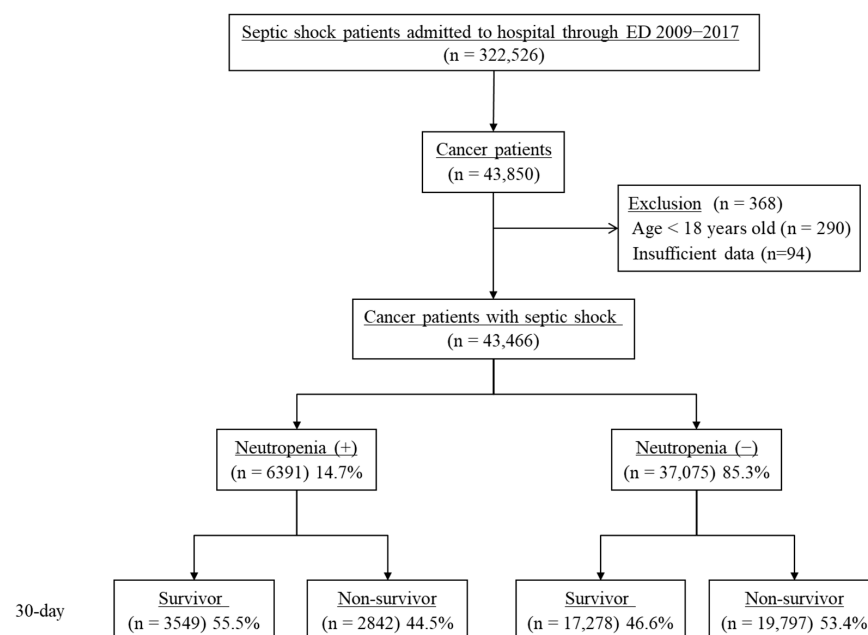 Septic shock patients admitted to hospital through ED 2009−2017
(n = 322,526)
Cancer patients
(n = 43,850)
Exclusion (n = 368)
Age < 18 years old (n = 290)
Insufficient data (n=94)
Cancer patients with septic shock
(n = 43,466)
Neutropenia (+)
(n = 6391) 14.7%
Neutropenia (−)
(n = 37,075) 85.3%
30-day
Survivor
(n = 3549) 55.5%
Non-survivor
(n = 2842) 44.5%
Survivor
(n = 17,278) 46.6%
Non-survivor
(n = 19,797) 53.4%